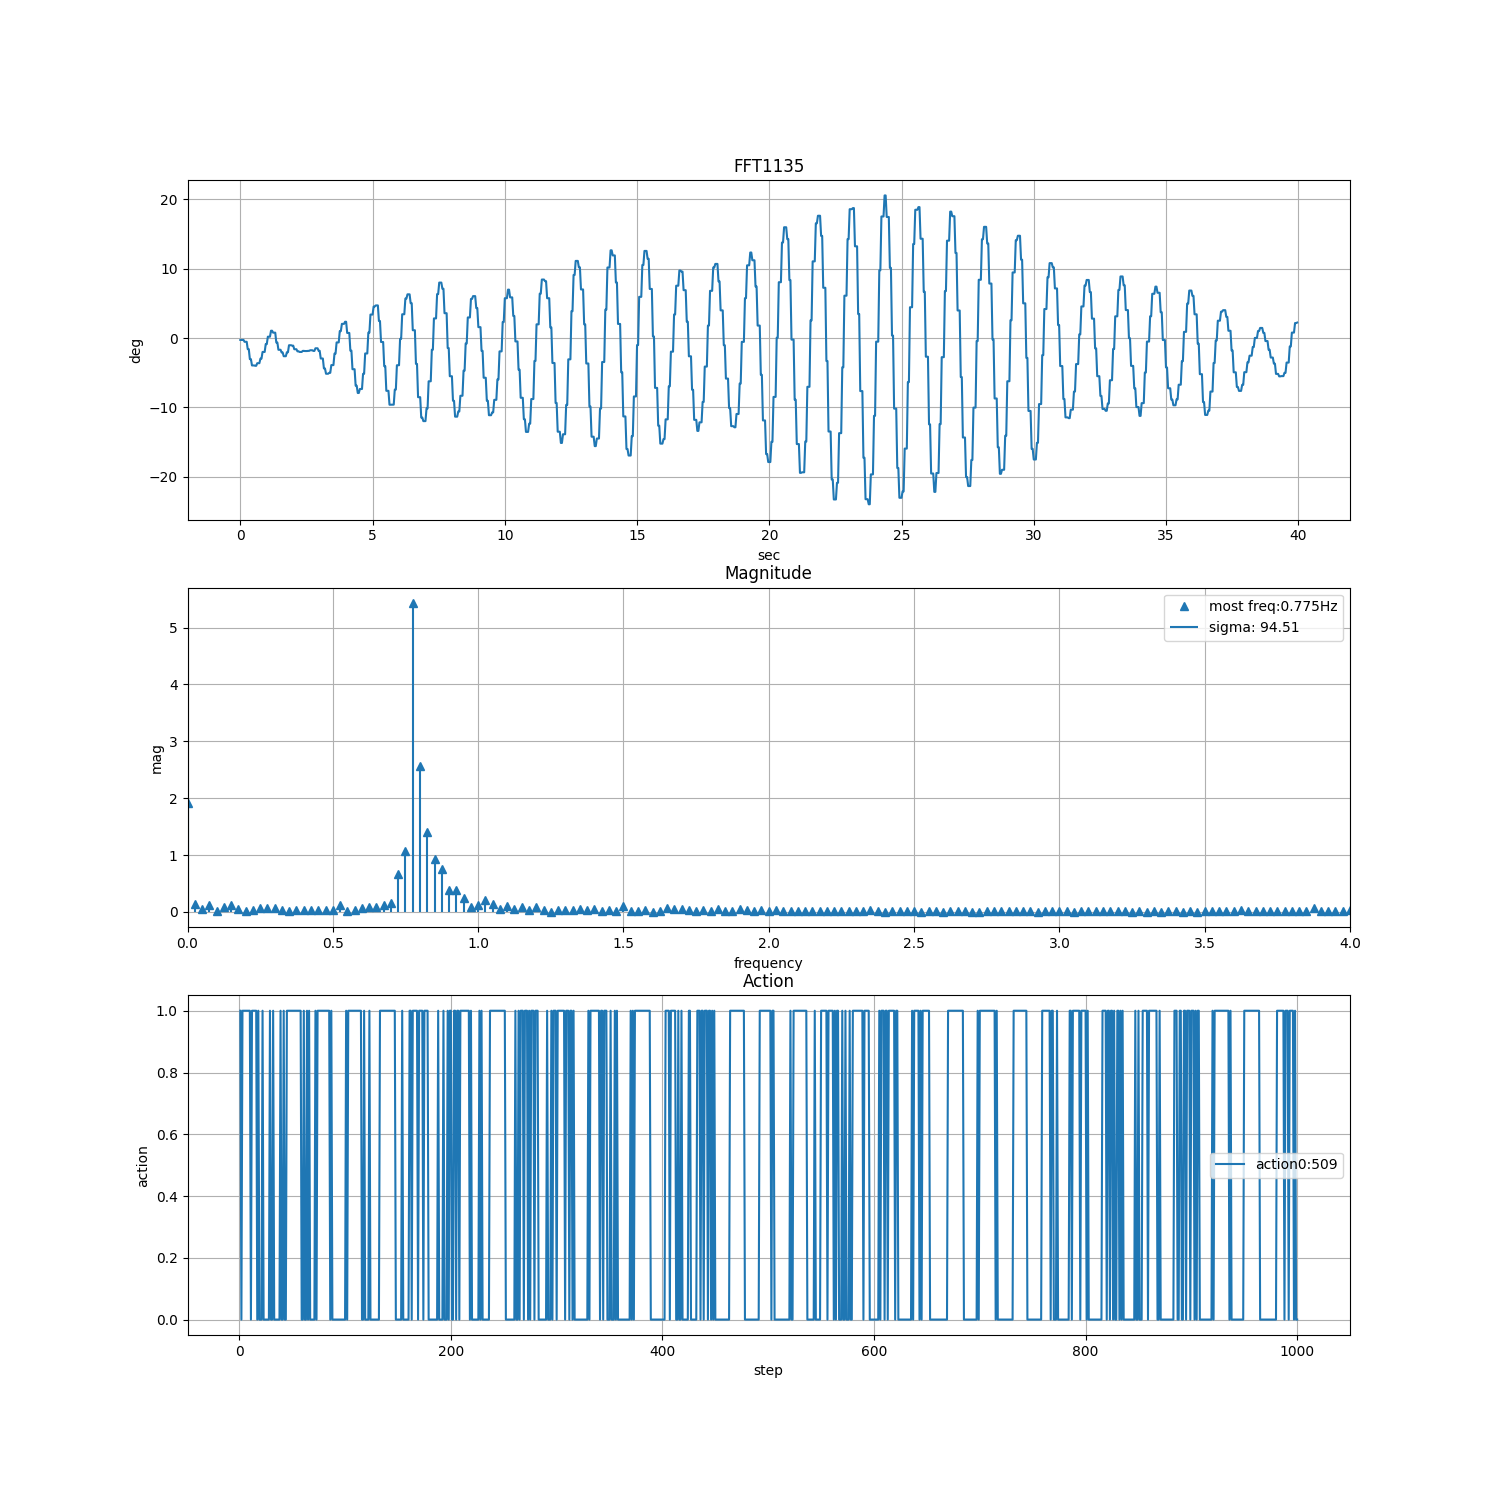 FFT1135
20
10
0
−10
−20
deg
0 5 10 15 20 25 30 35 40
sec
Magnitude
most freq:0.775Hz
sigma: 94.51
5
4
3
2
1
0
mag
0.0 0.5 1.0 1.5 2.0 2.5 3.0 3.5 4.0
frequency
Action
1.0
0.8
0.6
0.4
0.2
0.0
action
action0:509
0 200 400 600 800 1000
step